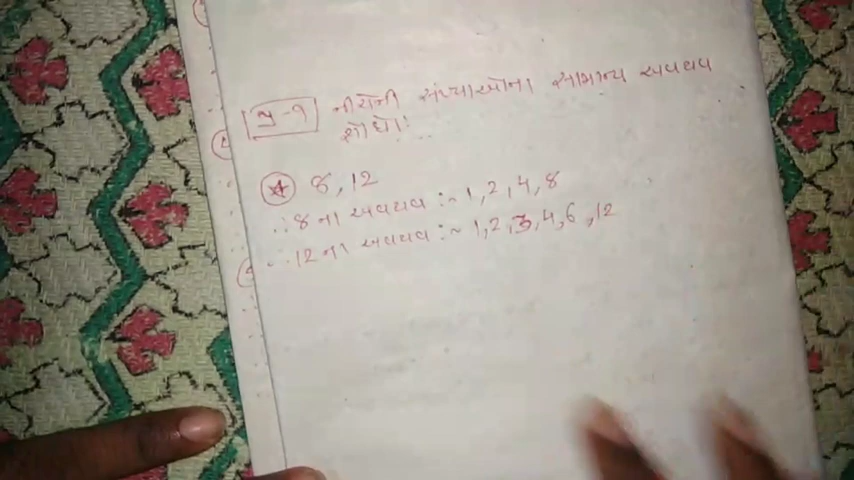 પ્ર-૧ નીચેની સંખ્યાઓના સામાન્ય અવયવ
શોધો:
* 8, 12
∴ 8 ના અવયવ :~ 1, 2, 4, 8
∴ 12 ના અવયવ :~ 1, 2, 3, 4, 6, 12